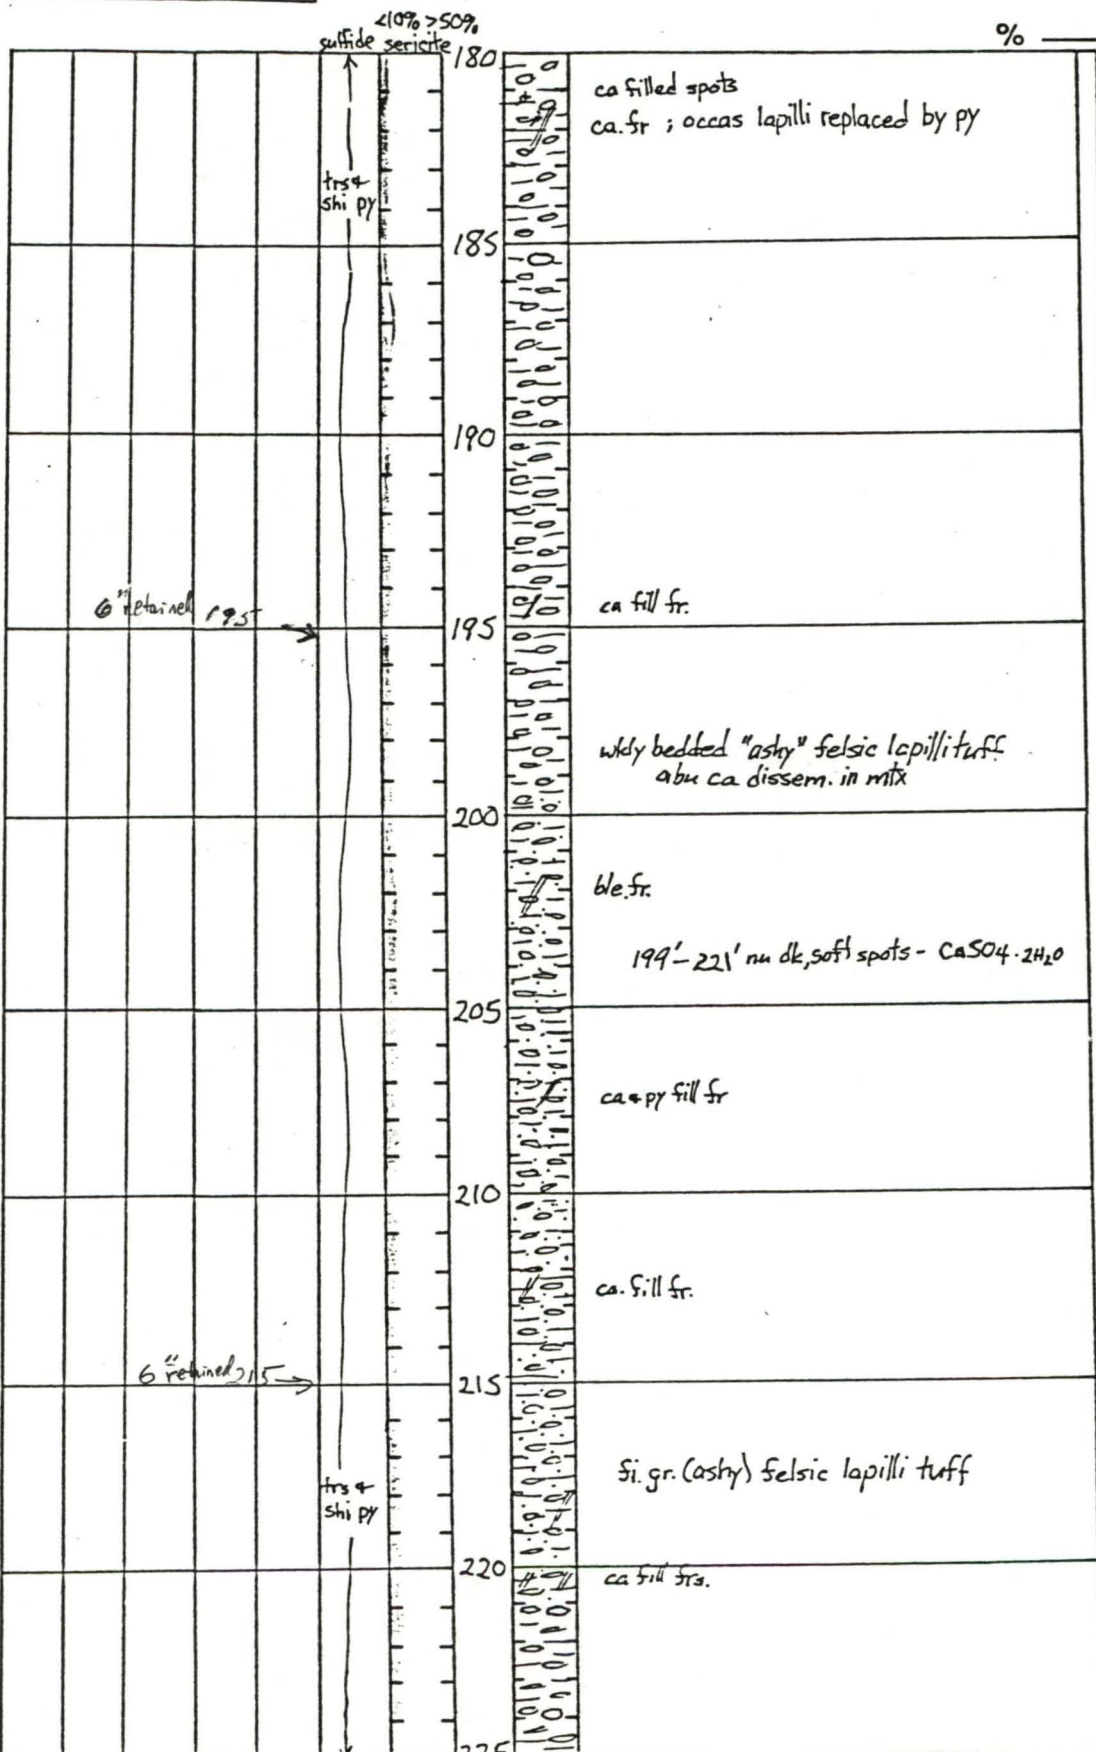 <10% >50%
sulfide sericite
%
180
ca filled spots
ca. fr ; occas lapilli replaced by py
trs &
shi py
185
190
ca fill fr.
6" retained 195
195
wkly bedded "ashy" felsic lapilli tuff
abu ca dissem. in mtx
200
ble. fr.
199'-221' nu dk, soft spots - CaSO4·2H2O
205
ca & py fill fr
210
ca. fill fr.
6" retained 215
215
fi. gr. (ashy) felsic lapilli tuff
trs &
shi py
220
ca fill frs.
225